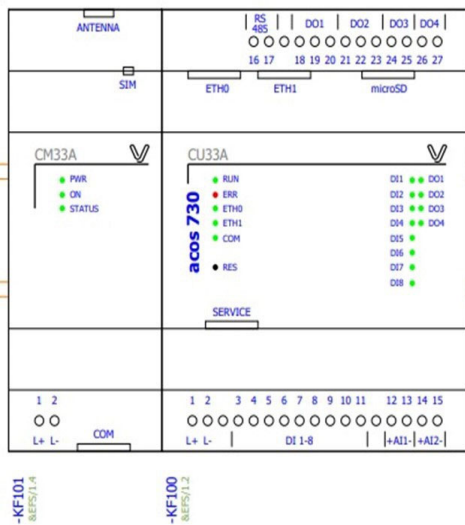 ANTENNA
RS
485
DO1
DO2
DO3
DO4
16 17
18 19 20 21 22 23 24 25 26 27
SIM
ETH0
ETH1
microSD
CM33A
PWR
ON
STATUS
CU33A
acos 730
RUN
ERR
ETH0
ETH1
COM
RES
DI1
DO1
DI2
DO2
DI3
DO3
DI4
DO4
DI5
DI6
DI7
DI8
SERVICE
1 2
L+ L-
COM
1 2 3 4 5 6 7 8 9 10 11 12 13 14 15
L+ L-
DI 1-8
+AI1-
+AI2-
-KF101
&EFS/1.4
-KF100
&EFS/1.2